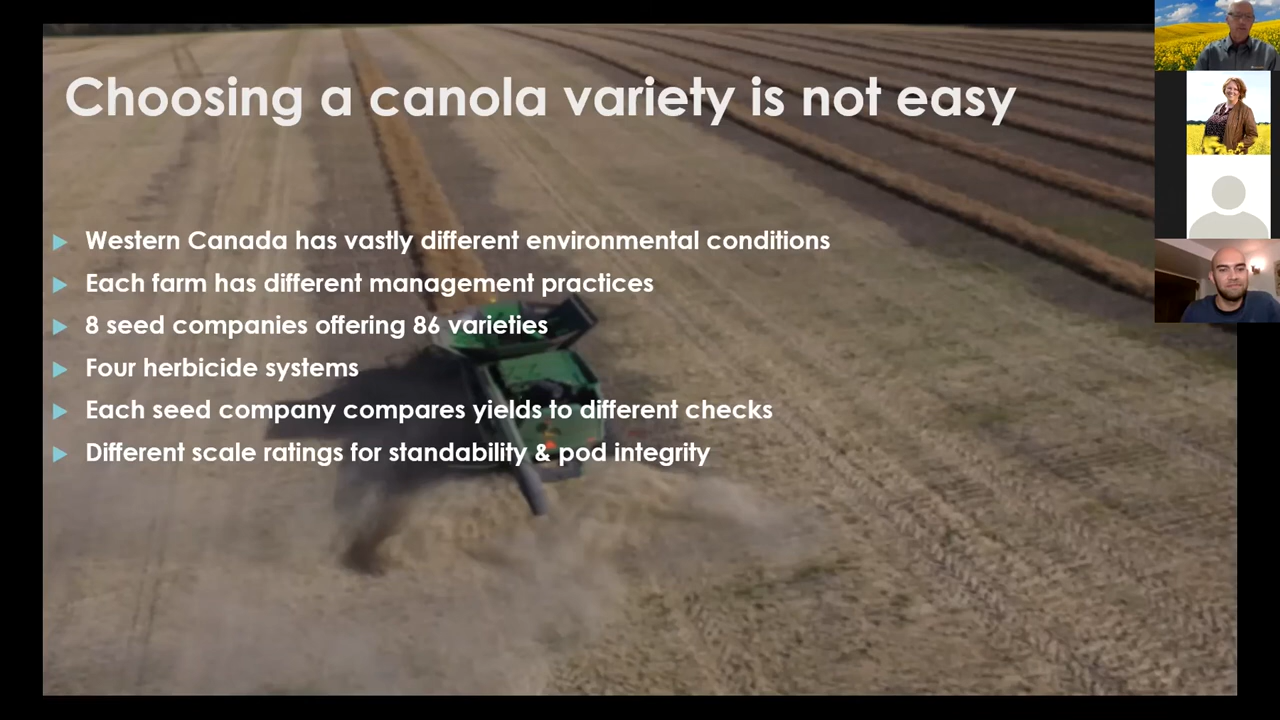 Choosing a canola variety is not easy
Western Canada has vastly different environmental conditions
Each farm has different management practices
8 seed companies offering 86 varieties
Four herbicide systems
Each seed company compares yields to different checks
Different scale ratings for standability & pod integrity